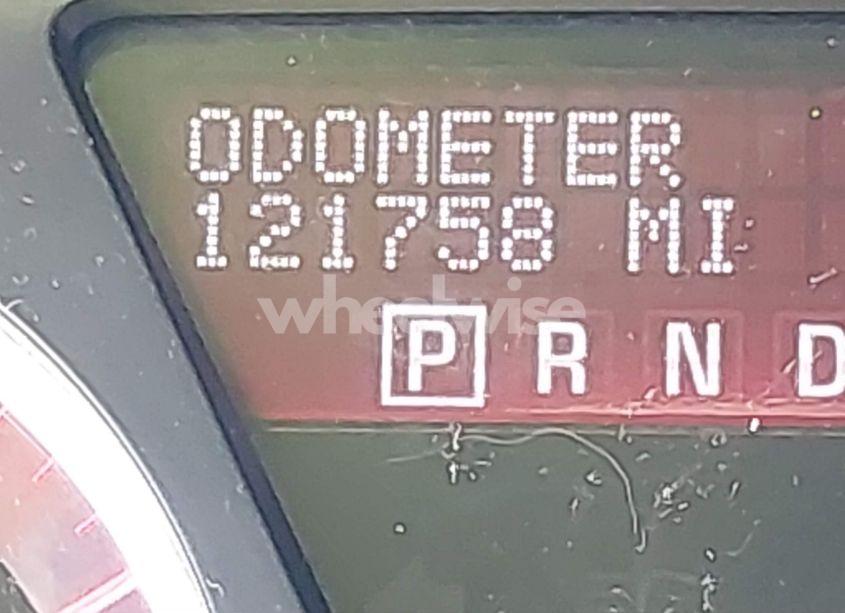 ODOMETER
121758 MI
wheelwise
P R N D